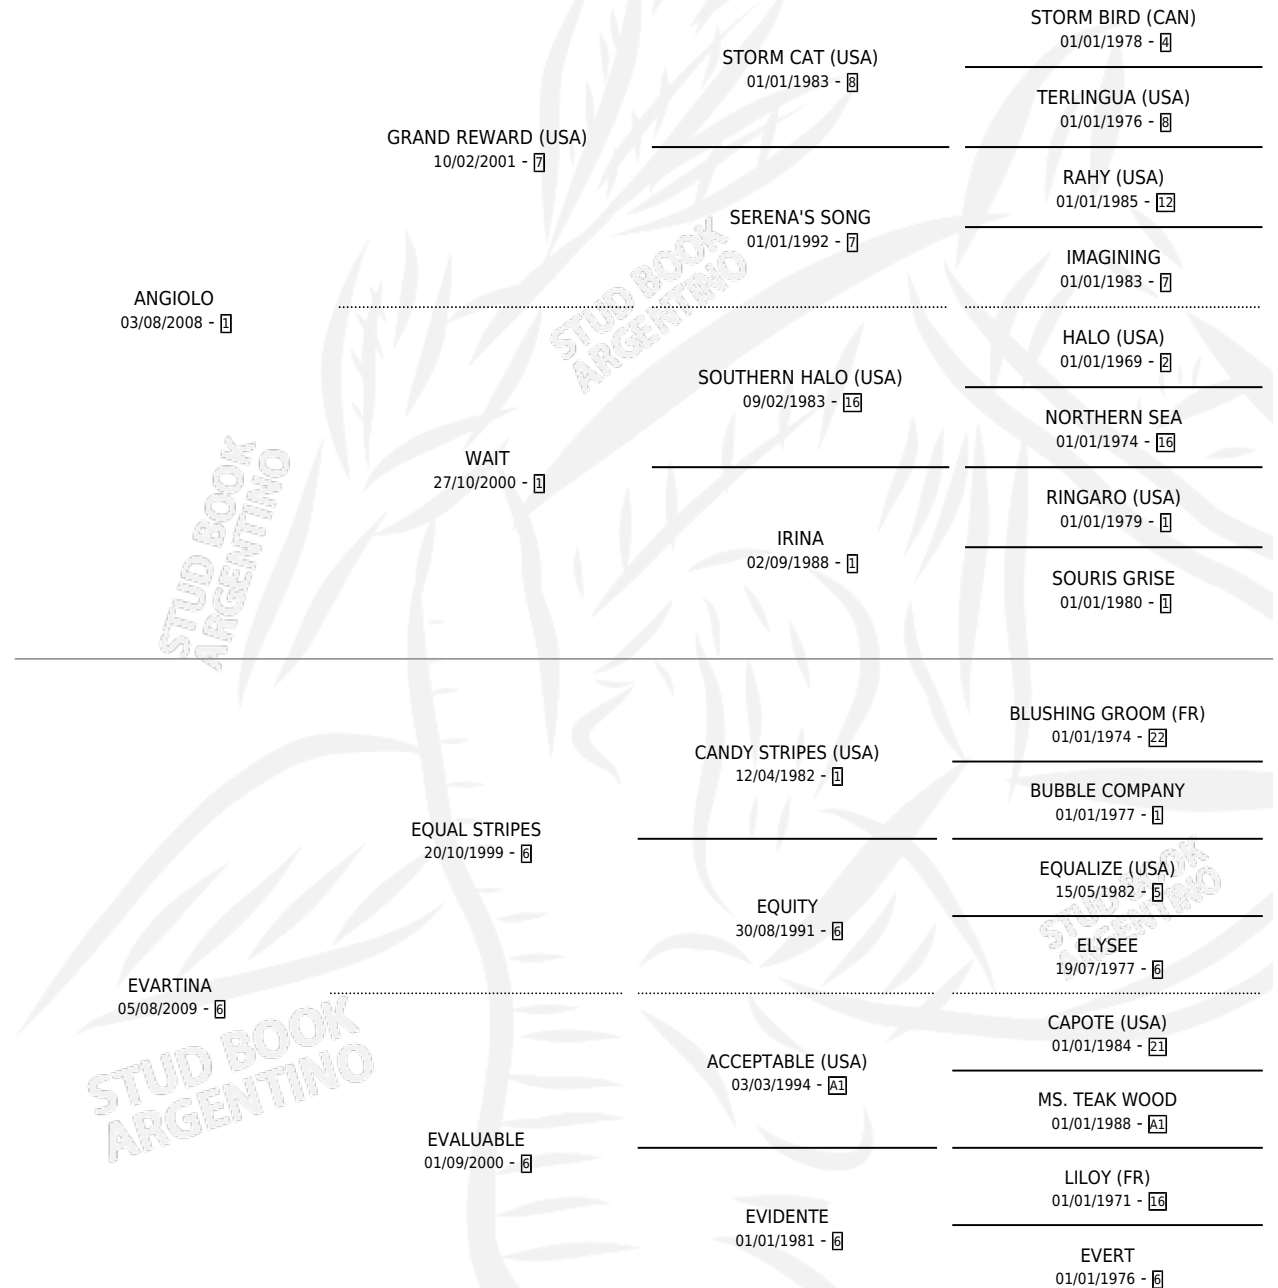 STORM BIRD (CAN)
01/01/1978 - 4
STORM CAT (USA)
01/01/1983 - 8
TERLINGUA (USA)
01/01/1976 - 8
GRAND REWARD (USA)
10/02/2001 - 7
RAHY (USA)
01/01/1985 - 12
SERENA'S SONG
01/01/1992 - 7
IMAGINING
01/01/1983 - 7
ANGIOLO
03/08/2008 - 1
HALO (USA)
01/01/1969 - 2
SOUTHERN HALO (USA)
09/02/1983 - 16
NORTHERN SEA
01/01/1974 - 16
WAIT
27/10/2000 - 1
RINGARO (USA)
01/01/1979 - 1
IRINA
02/09/1988 - 1
SOURIS GRISE
01/01/1980 - 1
BLUSHING GROOM (FR)
01/01/1974 - 22
CANDY STRIPES (USA)
12/04/1982 - 1
BUBBLE COMPANY
01/01/1977 - 1
EQUAL STRIPES
20/10/1999 - 6
EQUALIZE (USA)
15/05/1982 - 5
EQUITY
30/08/1991 - 6
ELYSEE
19/07/1977 - 6
EVARTINA
05/08/2009 - 6
CAPOTE (USA)
01/01/1984 - 21
ACCEPTABLE (USA)
03/03/1994 - A1
MS. TEAK WOOD
01/01/1988 - A1
EVALUABLE
01/09/2000 - 6
LILOY (FR)
01/01/1971 - 16
EVIDENTE
01/01/1981 - 6
EVERT
01/01/1976 - 6
STUD BOOK
ARGENTINO
STUD BOOK
ARGENTINO
STUD BOOK
ARGENTINO
STUD BOOK
ARGENTINO